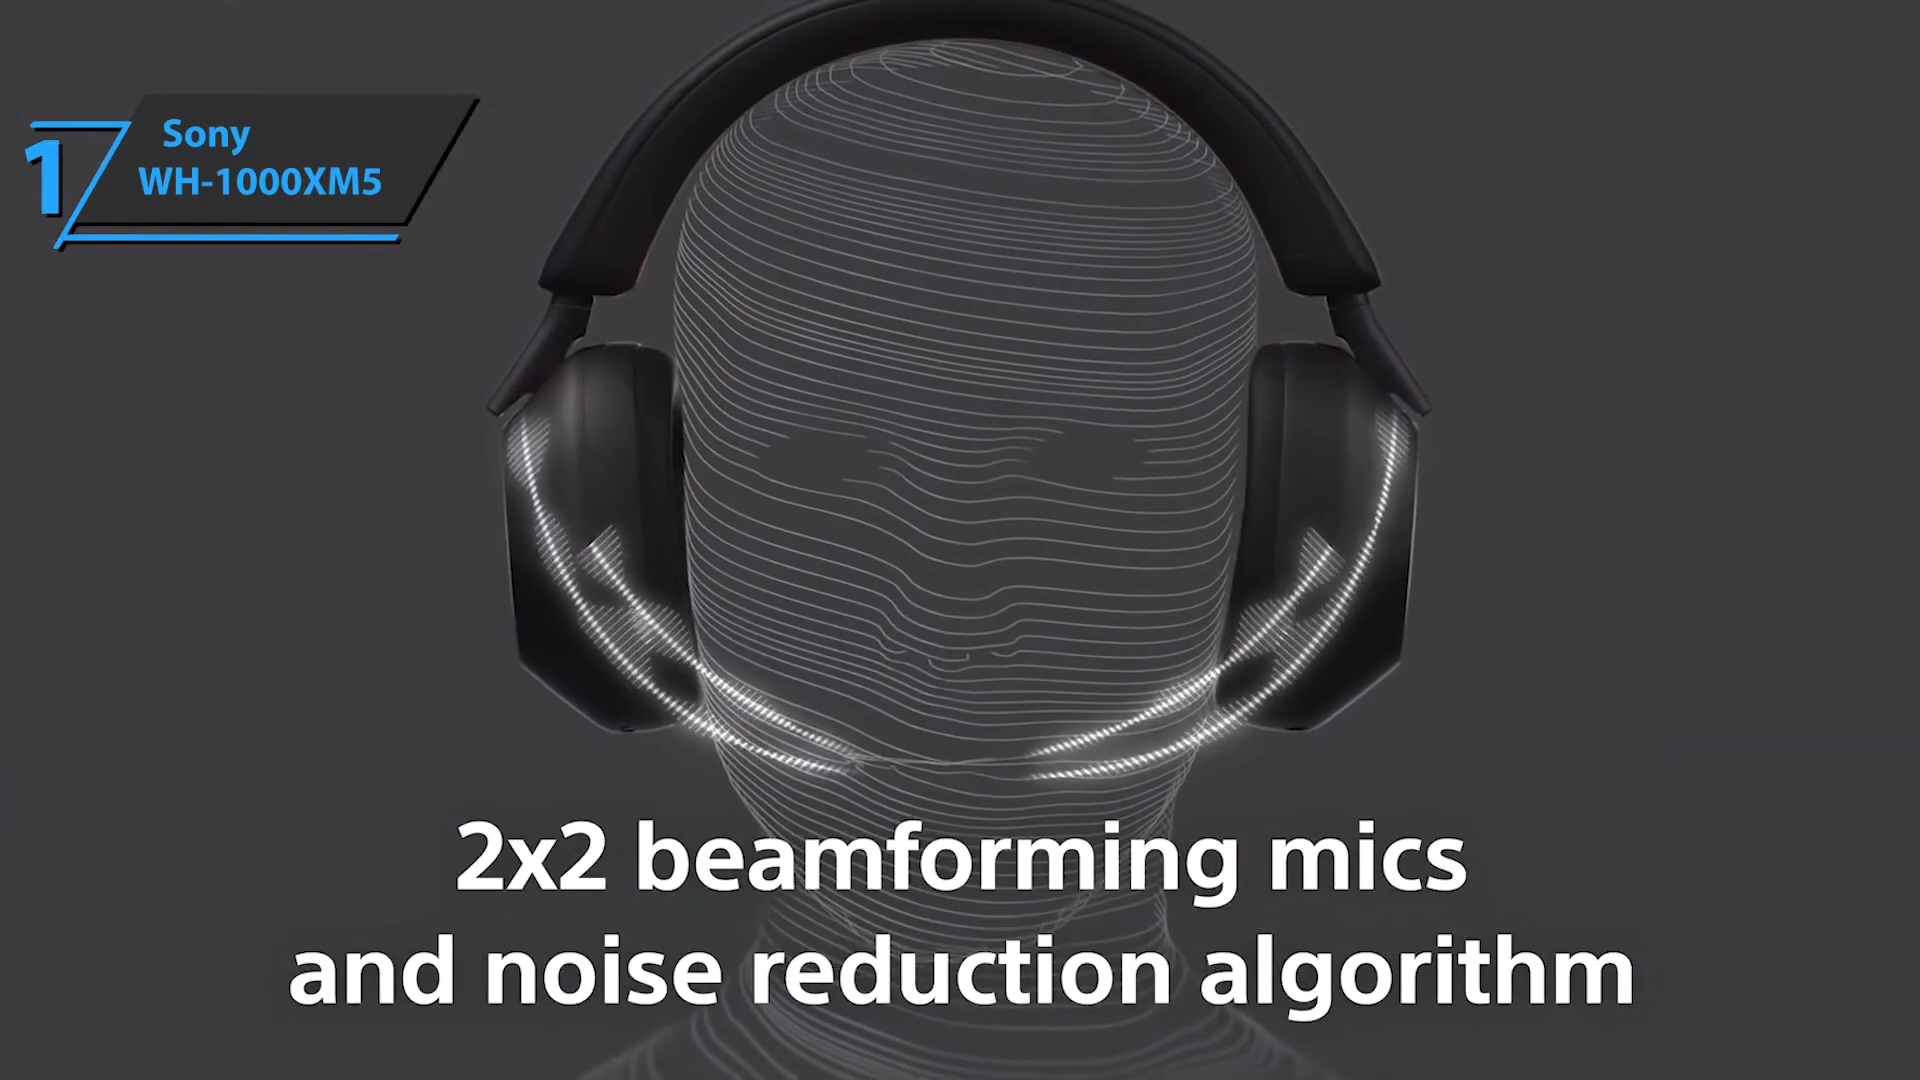 1
Sony
WH-1000XM5
2x2 beamforming mics
and noise reduction algorithm